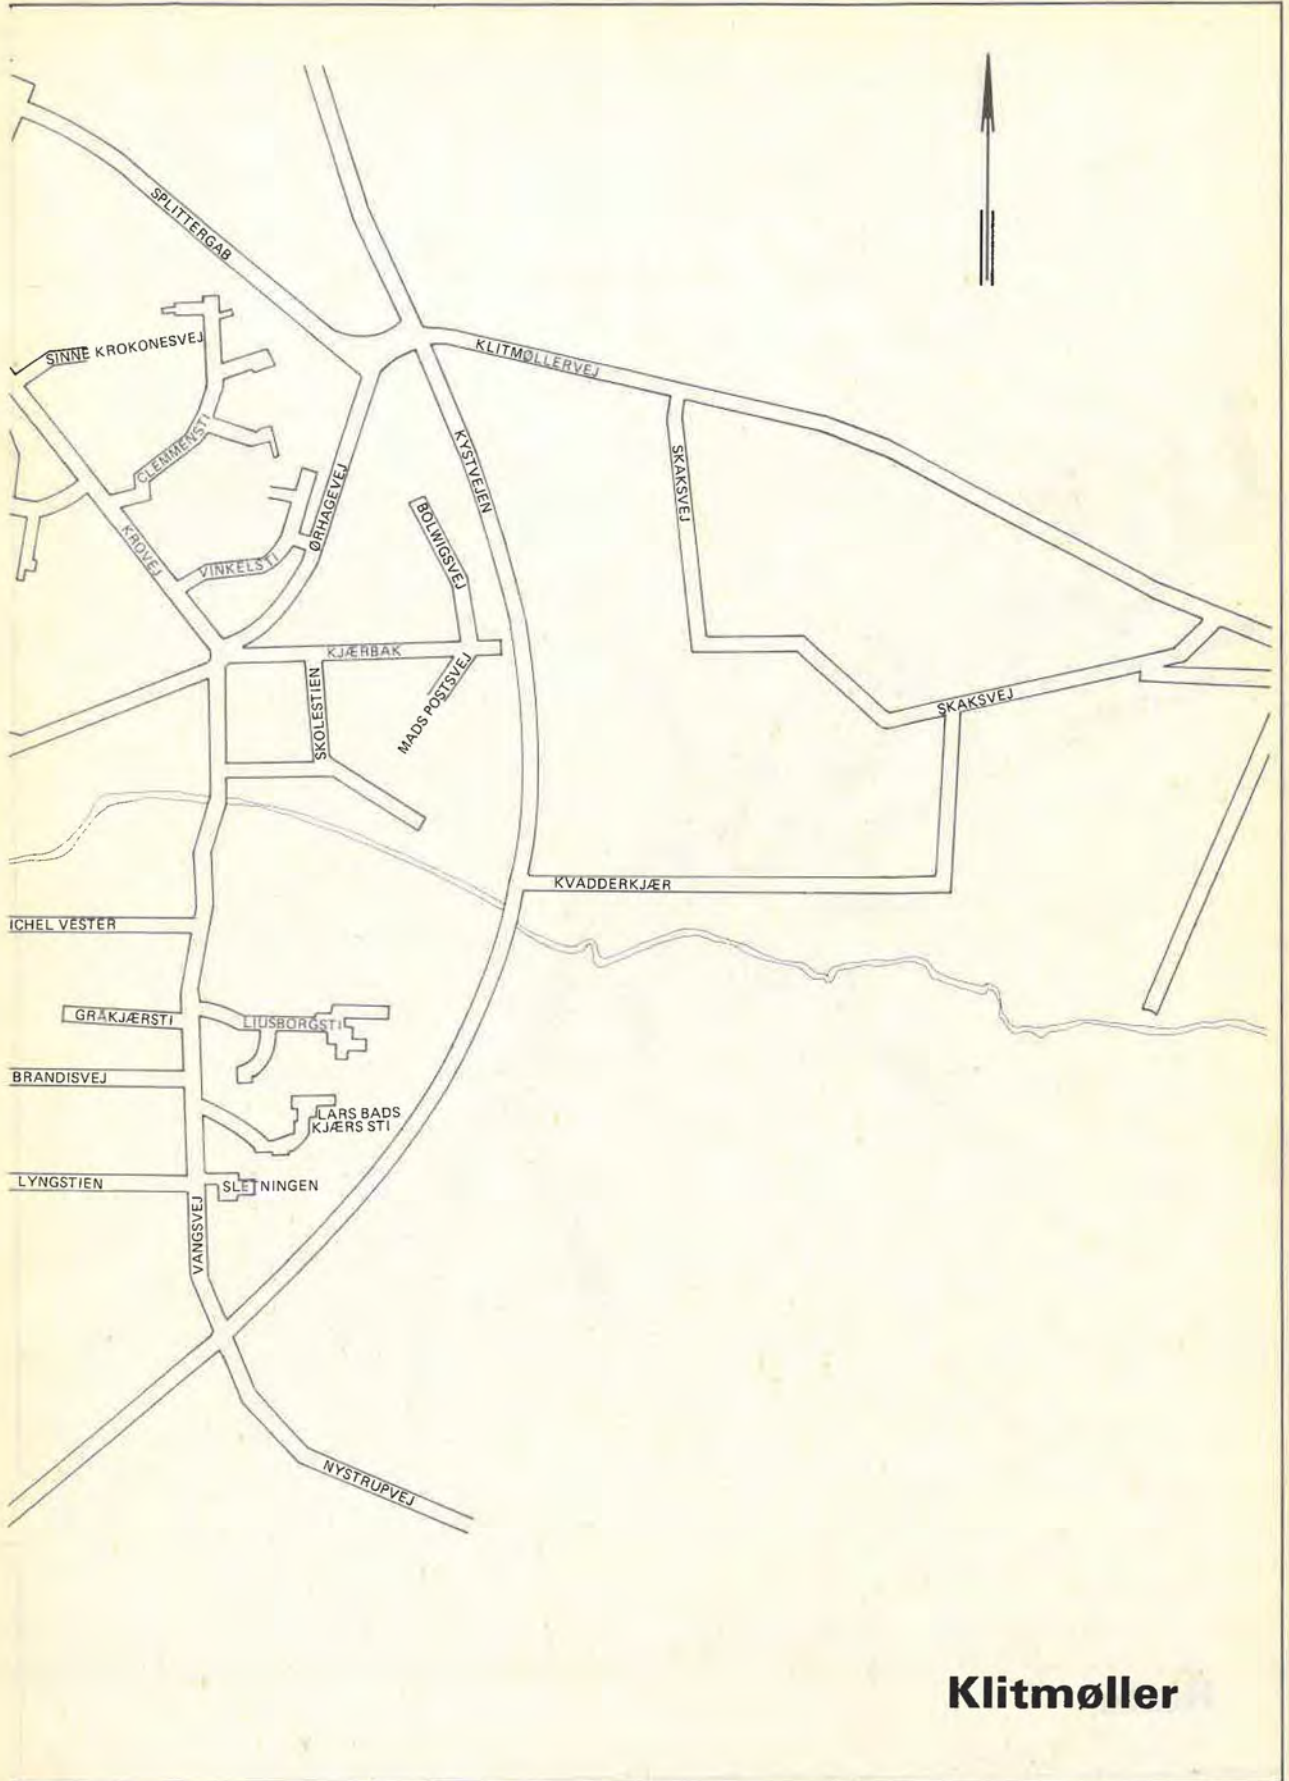 SPLITTERGAB
SINNE KROKONESVEJ
KLITMØLLERVEJ
CLEMMENSTI
KYSTVEJEN
SKAKSVEJ
ØRHAGEVEJ
BOLWIGSVEJ
KROVEJ
VINKELSTI
KJÆRBAK
SKOLESTIEN
MADS POSTSVEJ
SKAKSVEJ
KVADDERKJÆR
ICHEL VESTER
GRÅKJÆRSTI
LIUSBORGSTI
BRANDISVEJ
LARS BADS
KJÆRS STI
LYNGSTIEN
SLETNINGEN
VANGSVEJ
NYSTRUPVEJ
Klitmøller